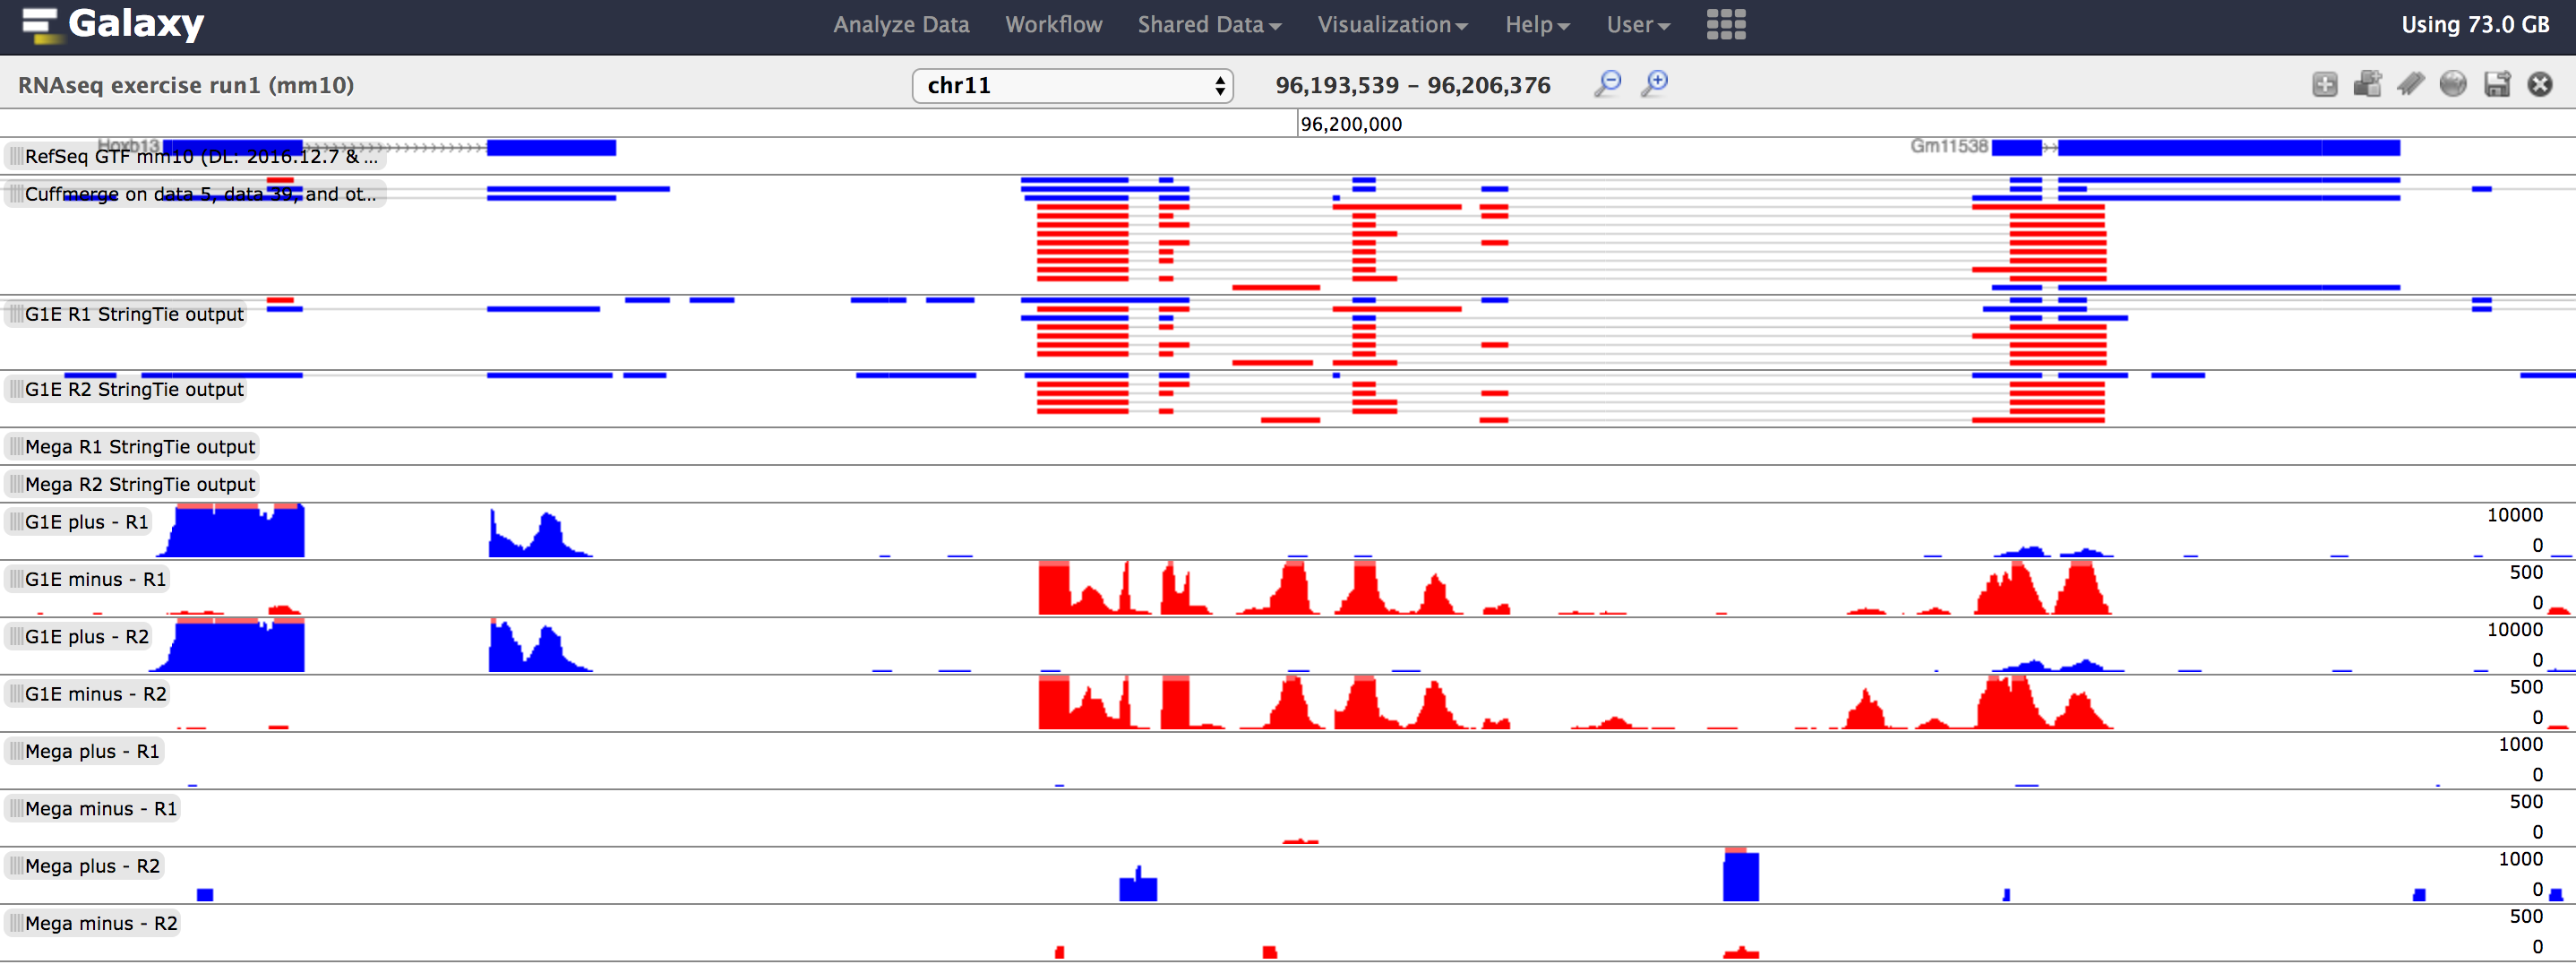 Galaxy
Analyze Data Workflow Shared Data Visualization Help User
Using 73.0 GB
RNAseq exercise run1 (mm10)
chr11
96,193,539 - 96,206,376
96,200,000
Hoxb13
Gm11538
RefSeq GTF mm10 (DL: 2016.12.7 & ...
Cuffmerge on data 5, data 39, and ot...
G1E R1 StringTie output
G1E R2 StringTie output
Mega R1 StringTie output
Mega R2 StringTie output
G1E plus - R1
10000
0
G1E minus - R1
500
0
G1E plus - R2
10000
0
G1E minus - R2
500
0
Mega plus - R1
1000
0
Mega minus - R1
500
0
Mega plus - R2
1000
0
Mega minus - R2
500
0